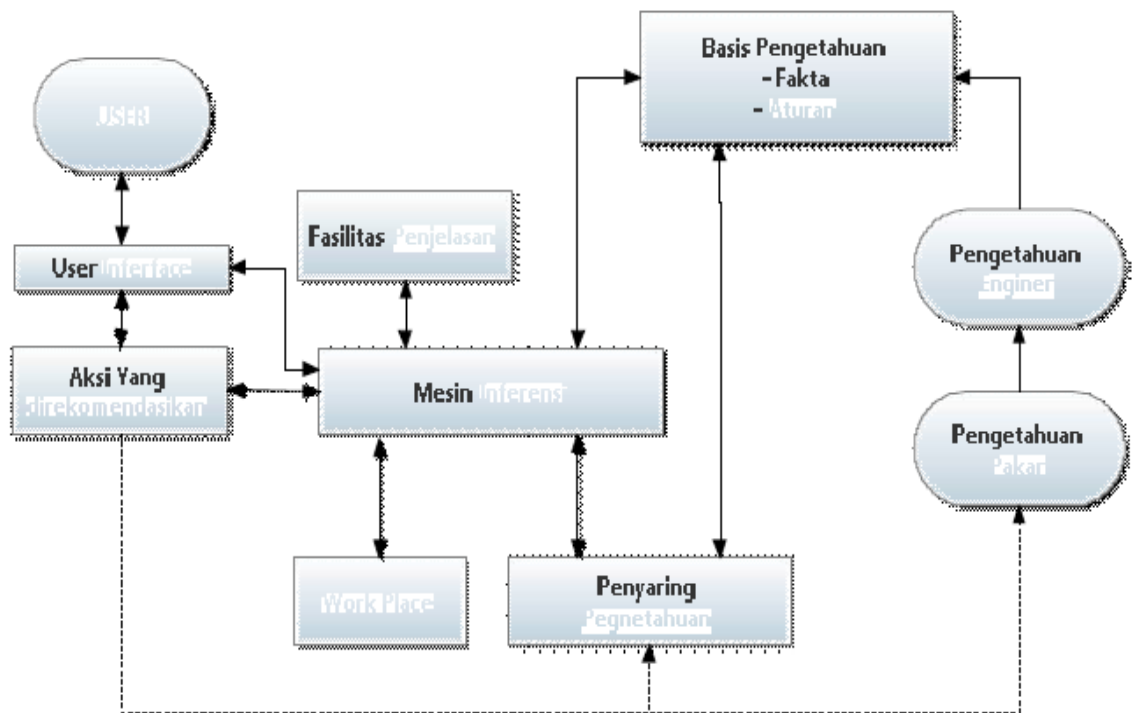 Basis Pengetahuan
- Fakta
- Aturan
USER
Fasilitas Penjelasan
User Inferface
Pengetahuan
Enginer
Aksi Yang
direkomendasikan
Mesin Inferensi
Pengetahuan
Pakar
Work Place
Penyaring
Pegnetahuan